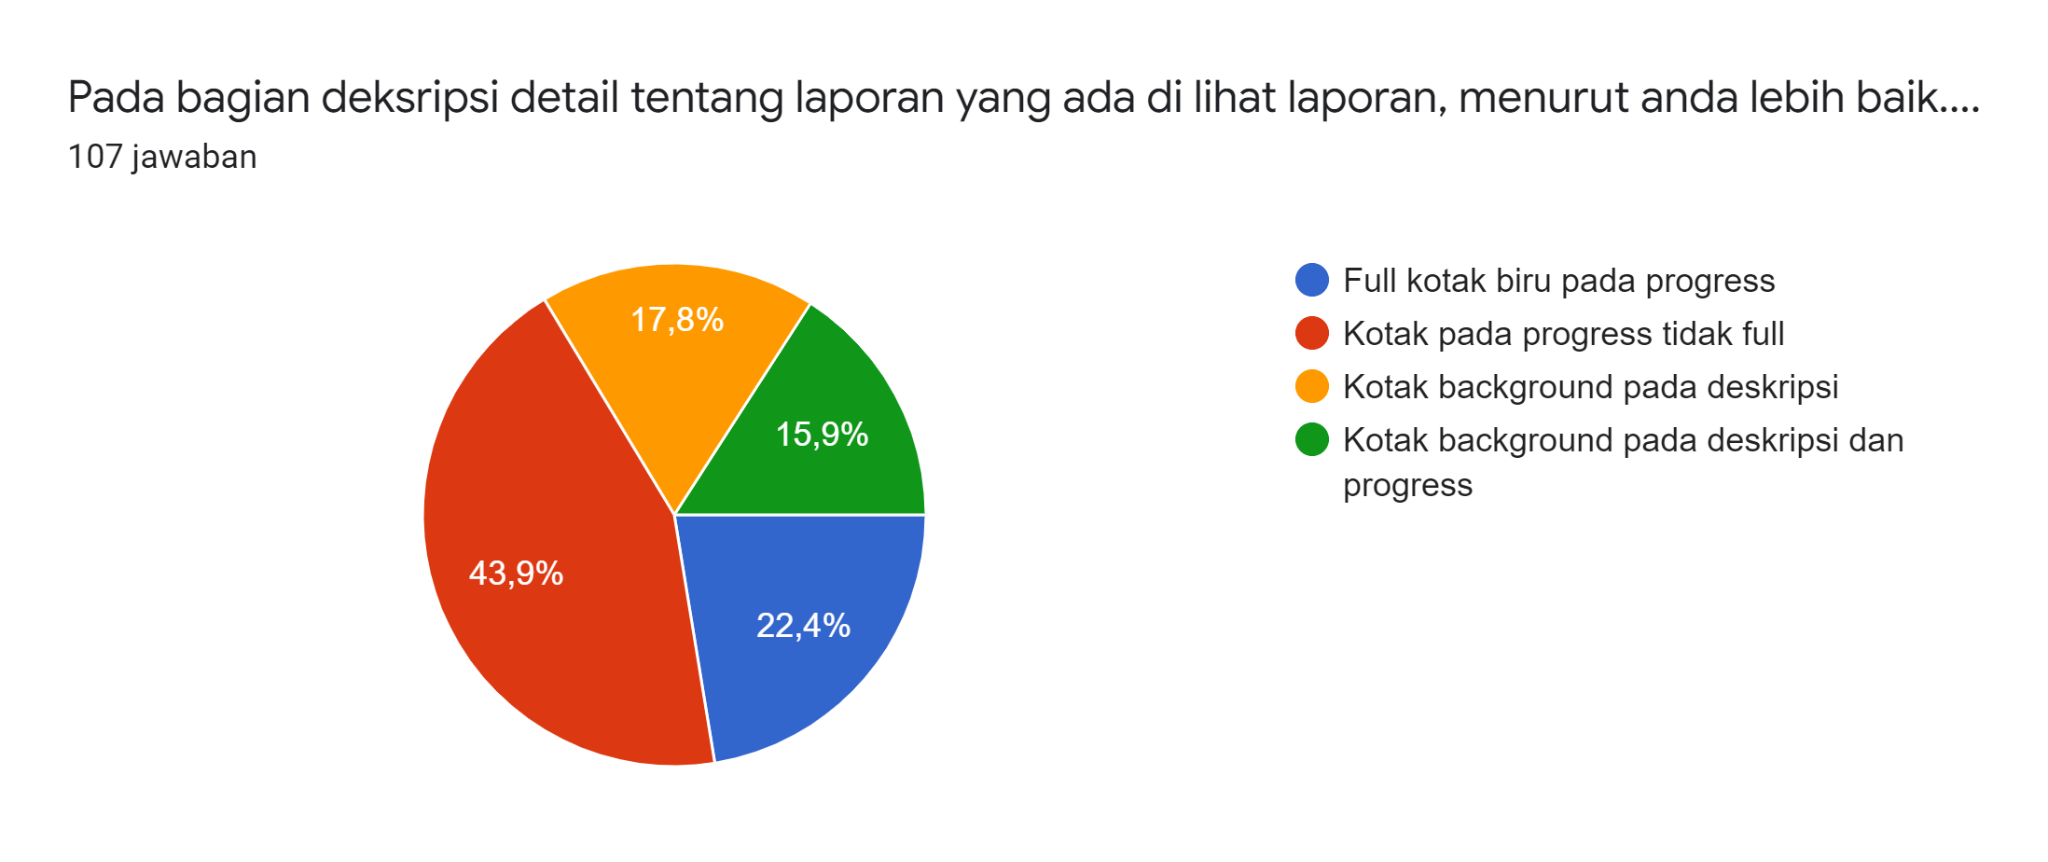 Pada bagian deksripsi detail tentang laporan yang ada di lihat laporan, menurut anda lebih baik....
107 jawaban
17,8%
15,9%
43,9%
22,4%
Full kotak biru pada progress
Kotak pada progress tidak full
Kotak background pada deskripsi
Kotak background pada deskripsi dan
progress